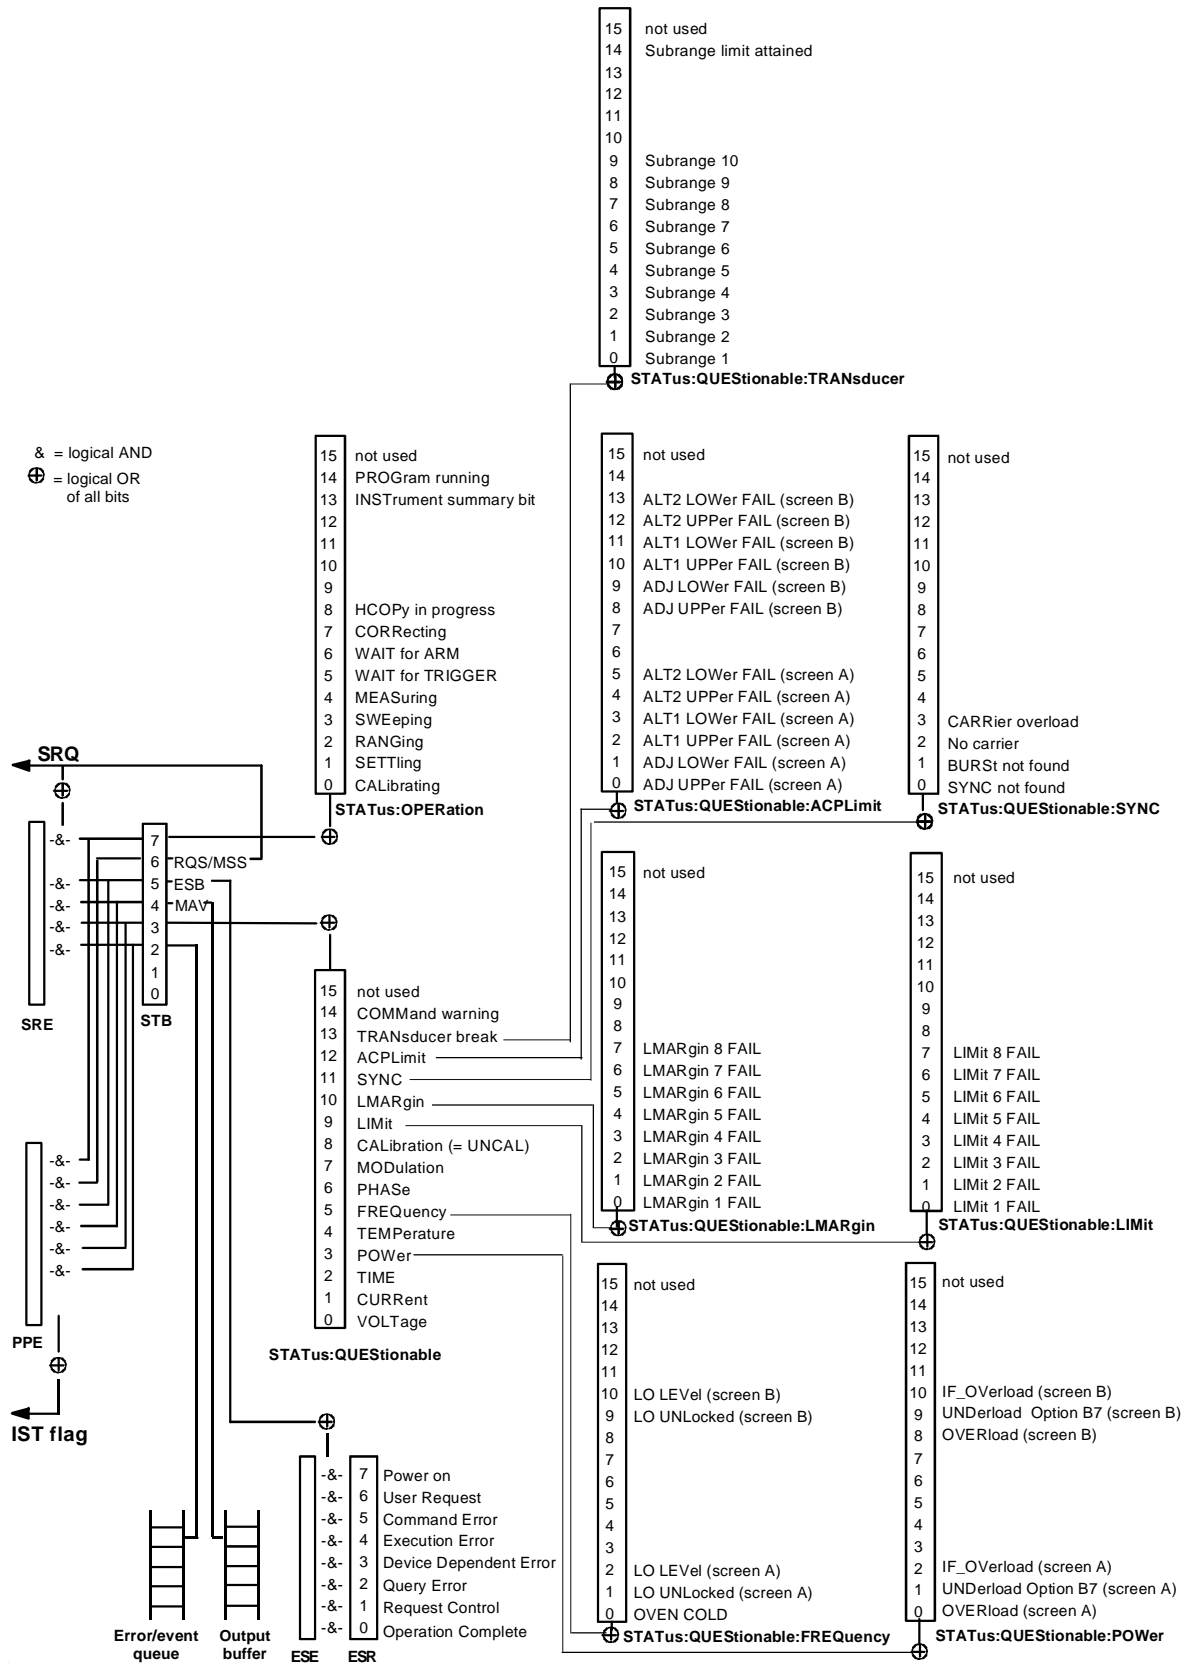 15 not used
14 Subrange limit attained
13
12
11
10
9 Subrange 10
8 Subrange 9
7 Subrange 8
6 Subrange 7
5 Subrange 6
4 Subrange 5
3 Subrange 4
2 Subrange 3
1 Subrange 2
0 Subrange 1
STATus:QUEStionable:TRANsducer
& = logical AND
⊕ = logical OR
of all bits
15 not used
14 PROGram running
13 INSTrument summary bit
12
11
10
9
8 HCOPy in progress
7 CORRecting
6 WAIT for ARM
5 WAIT for TRIGGER
4 MEASuring
3 SWEeping
2 RANGing
1 SETTling
0 CALibrating
STATus:OPERation
15 not used
14
13 ALT2 LOWer FAIL (screen B)
12 ALT2 UPPer FAIL (screen B)
11 ALT1 LOWer FAIL (screen B)
10 ALT1 UPPer FAIL (screen B)
9 ADJ LOWer FAIL (screen B)
8 ADJ UPPer FAIL (screen B)
7
6
5 ALT2 LOWer FAIL (screen A)
4 ALT2 UPPer FAIL (screen A)
3 ALT1 LOWer FAIL (screen A)
2 ALT1 UPPer FAIL (screen A)
1 ADJ LOWer FAIL (screen A)
0 ADJ UPPer FAIL (screen A)
STATus:QUEStionable:ACPLimit
15 not used
14
13
12
11
10
9
8
7
6
5
4
3 CARRier overload
2 No carrier
1 BURSt not found
0 SYNC not found
STATus:QUEStionable:SYNC
SRQ
-&-
-&-
-&-
-&-
-&-
SRE
7
6 RQS/MSS
5 ESB
4 MAV
3
2
1
0
STB
15 not used
14 COMMand warning
13 TRANsducer break
12 ACPLimit
11 SYNC
10 LMARgin
9 LIMit
8 CALibration (= UNCAL)
7 MODulation
6 PHASe
5 FREQuency
4 TEMPerature
3 POWer
2 TIME
1 CURRent
0 VOLTage
STATus:QUEStionable
15 not used
14
13
12
11
10
9
8
7 LMARgin 8 FAIL
6 LMARgin 7 FAIL
5 LMARgin 6 FAIL
4 LMARgin 5 FAIL
3 LMARgin 4 FAIL
2 LMARgin 3 FAIL
1 LMARgin 2 FAIL
0 LMARgin 1 FAIL
STATus:QUEStionable:LMARgin
15 not used
14
13
12
11
10
9
8
7 LIMit 8 FAIL
6 LIMit 7 FAIL
5 LIMit 6 FAIL
4 LIMit 5 FAIL
3 LIMit 4 FAIL
2 LIMit 3 FAIL
1 LIMit 2 FAIL
0 LIMit 1 FAIL
STATus:QUEStionable:LIMit
-&-
-&-
-&-
-&-
-&-
-&-
PPE
IST flag
15 not used
14
13
12
11
10 LO LEVel (screen B)
9 LO UNLocked (screen B)
8
7
6
5
4
3
2 LO LEVel (screen A)
1 LO UNLocked (screen A)
0 OVEN COLD
STATus:QUEStionable:FREQuency
15 not used
14
13
12
11
10 IF_OVerload (screen B)
9 UNDerload Option B7 (screen B)
8 OVERload (screen B)
7
6
5
4
3
2 IF_OVerload (screen A)
1 UNDerload Option B7 (screen A)
0 OVERload (screen A)
STATus:QUEStionable:POWer
-&- 7 Power on
-&- 6 User Request
-&- 5 Command Error
-&- 4 Execution Error
-&- 3 Device Dependent Error
-&- 2 Query Error
-&- 1 Request Control
-&- 0 Operation Complete
ESE ESR
Error/event
queue
Output
buffer